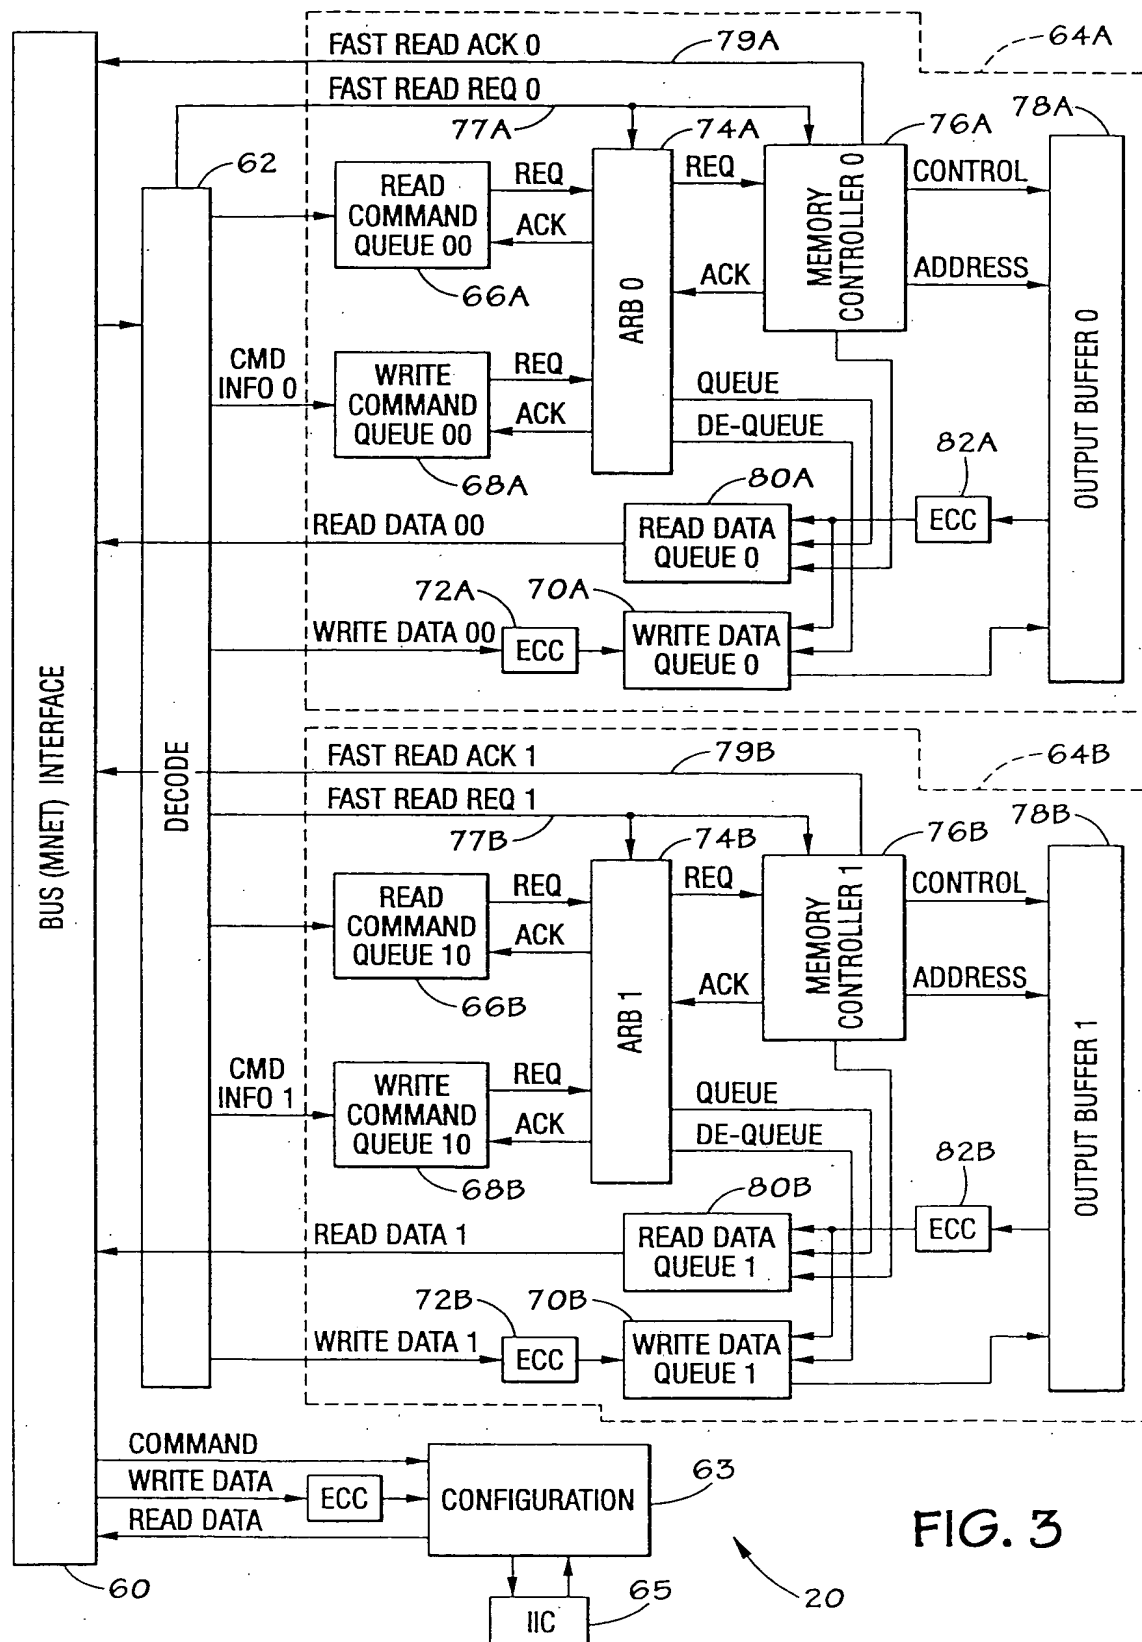 FAST READ ACK 0
79A
64A
FAST READ REQ 0
77A
74A
76A
78A
62
READ
COMMAND
QUEUE 00
REQ
ACK
66A
REQ
ACK
ARB 0
MEMORY
CONTROLLER 0
CONTROL
ADDRESS
OUTPUT BUFFER 0
CMD
INFO 0
WRITE
COMMAND
QUEUE 00
REQ
ACK
68A
QUEUE
DE-QUEUE
82A
80A
READ DATA 00
READ DATA
QUEUE 0
ECC
72A
70A
WRITE DATA 00
ECC
WRITE DATA
QUEUE 0
BUS (MNET) INTERFACE
DECODE
FAST READ ACK 1
79B
64B
FAST READ REQ 1
77B
74B
76B
78B
READ
COMMAND
QUEUE 10
REQ
ACK
66B
REQ
ACK
ARB 1
MEMORY
CONTROLLER 1
CONTROL
ADDRESS
OUTPUT BUFFER 1
CMD
INFO 1
WRITE
COMMAND
QUEUE 10
REQ
ACK
68B
QUEUE
DE-QUEUE
82B
80B
READ DATA 1
READ DATA
QUEUE 1
ECC
72B
70B
WRITE DATA 1
ECC
WRITE DATA
QUEUE 1
COMMAND
WRITE DATA
ECC
READ DATA
CONFIGURATION
63
60
IIC
65
20
FIG. 3